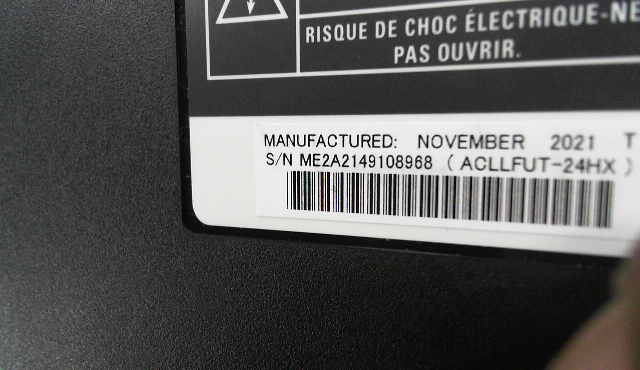 RISQUE DE CHOC ÉLECTRIQUE-NE
PAS OUVRIR.
MANUFACTURED: NOVEMBER 2021 T
S/N ME2A2149108968 (ACLLFUT-24HX)